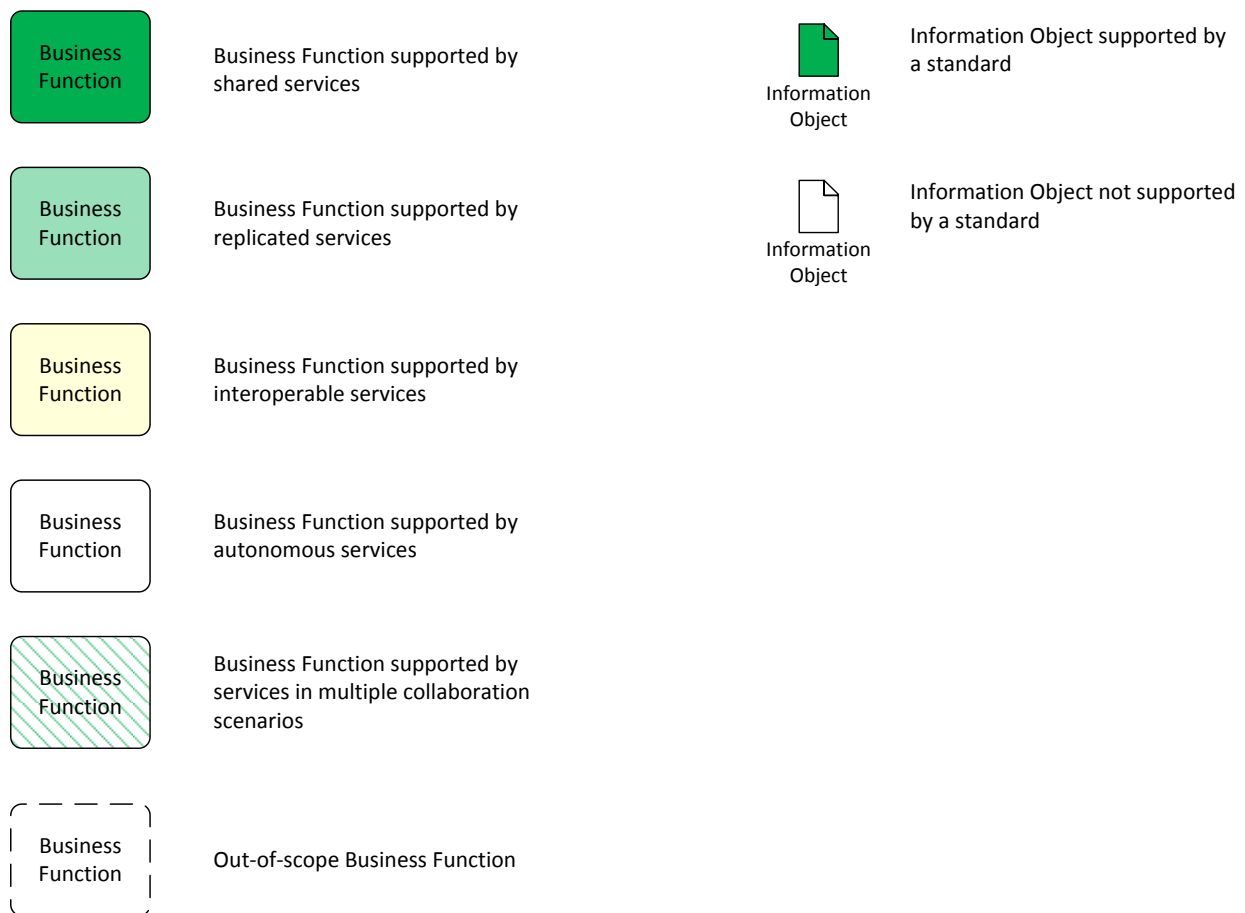 Business
Function
Business Function supported by
shared services
Information
Object
Information Object supported by
a standard
Business
Function
Business Function supported by
replicated services
Information
Object
Information Object not supported
by a standard
Business
Function
Business Function supported by
interoperable services
Business
Function
Business Function supported by
autonomous services
Business
Function
Business Function supported by
services in multiple collaboration
scenarios
Business
Function
Out-of-scope Business Function